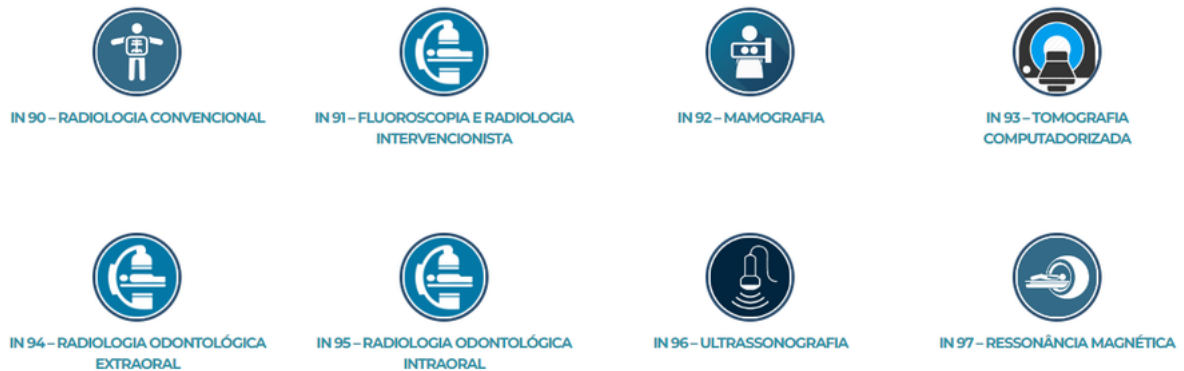 IN 90 – RADIOLOGIA CONVENCIONAL
IN 91 – FLUOROSCOPIA E RADIOLOGIA
INTERVENCIONISTA
IN 92 – MAMOGRAFIA
IN 93 – TOMOGRAFIA
COMPUTADORIZADA
IN 94 – RADIOLOGIA ODONTOLÓGICA
EXTRAORAL
IN 95 – RADIOLOGIA ODONTOLÓGICA
INTRAORAL
IN 96 – ULTRASSONOGRAFIA
IN 97 – RESSONÂNCIA MAGNÉTICA